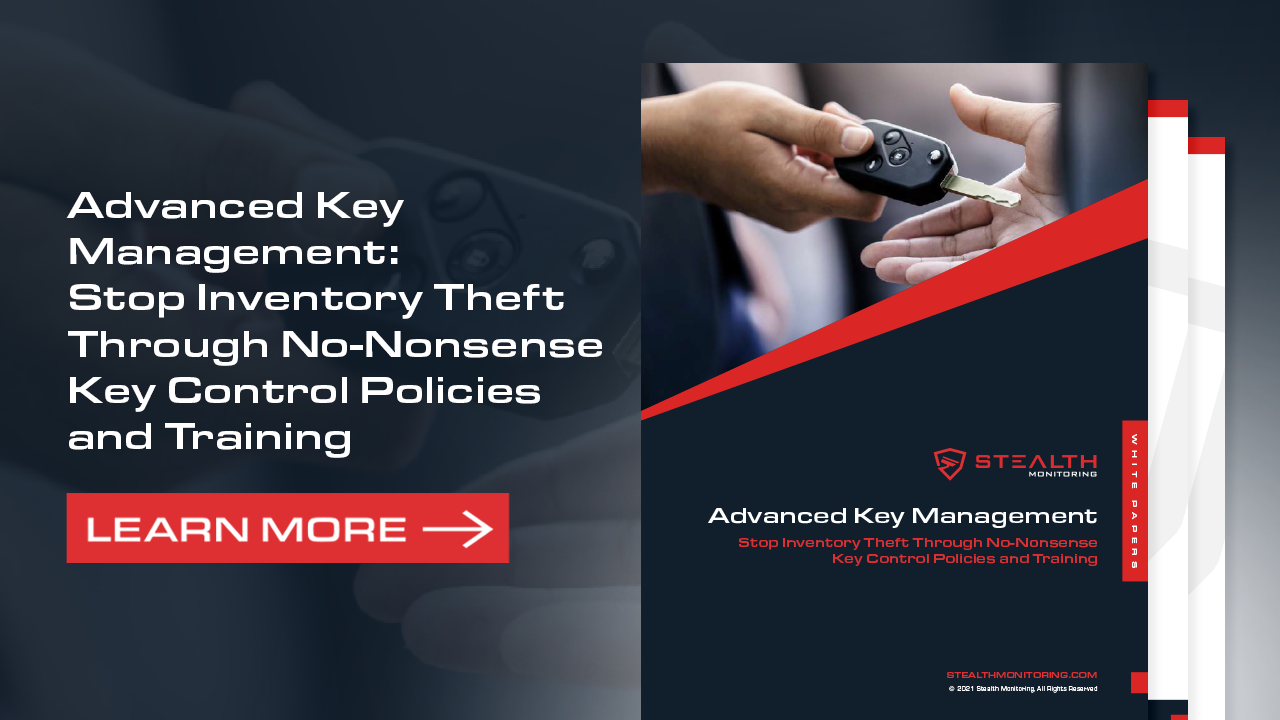 Advanced Key
Management:
Stop Inventory Theft
Through No-Nonsense
Key Control Policies
and Training
LEARN MORE
STEALTH
MONITORING
WHITE PAPERS
Advanced Key Management
Stop Inventory Theft Through No-Nonsense
Key Control Policies and Training
STEALTHMONITORING.COM
© 2021 Stealth Monitoring, All Rights Reserved